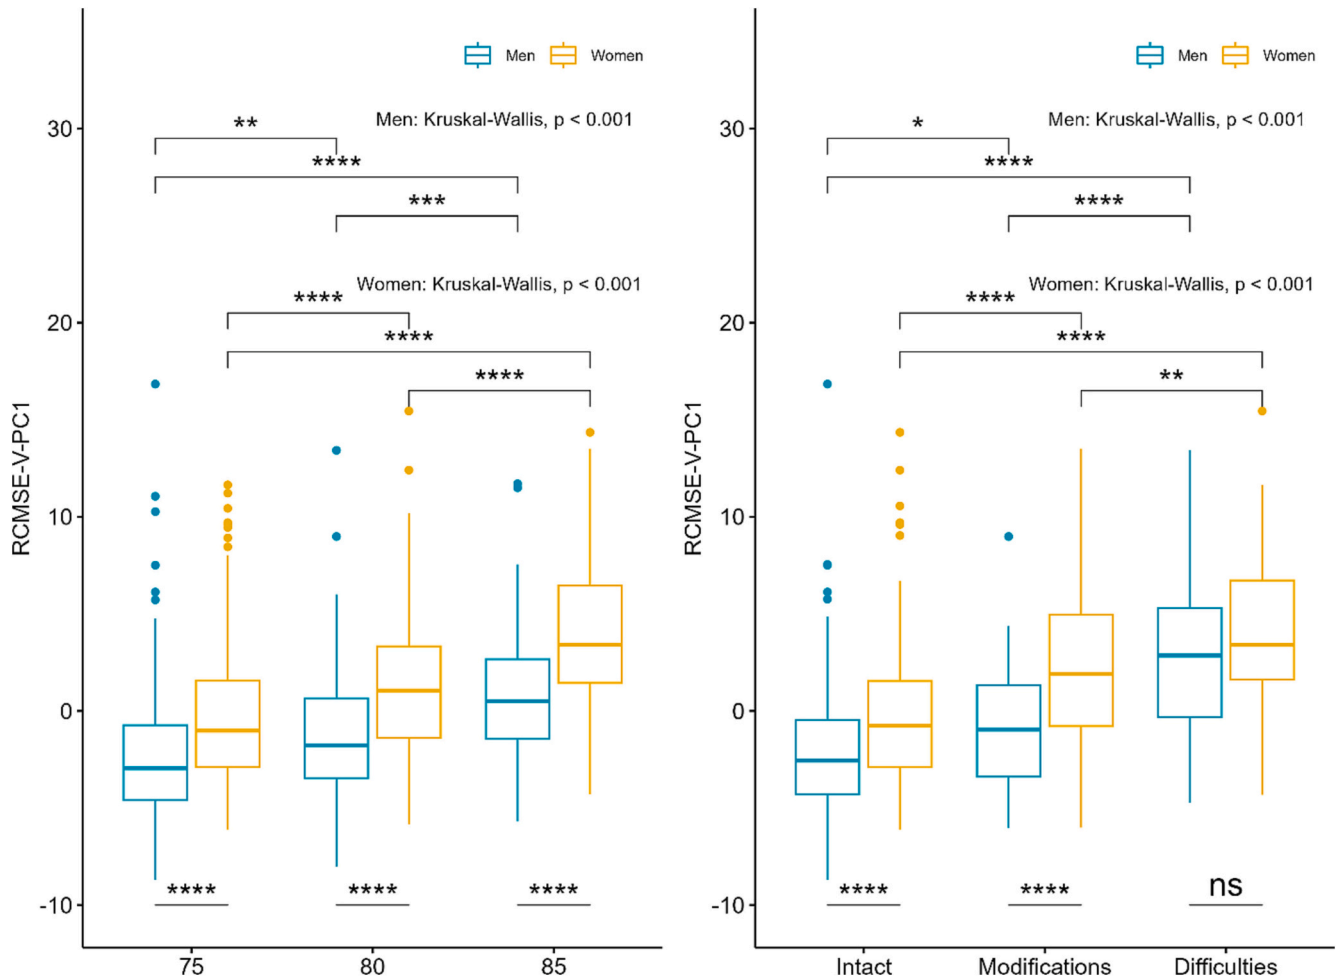 Men Women
Men: Kruskal-Wallis, p < 0.001
**
****
***
Women: Kruskal-Wallis, p < 0.001
****
****
****
RCMSE-V-PC1
30
20
10
0
-10
**** **** ****
75 80 85
Men Women
Men: Kruskal-Wallis, p < 0.001
*
****
****
Women: Kruskal-Wallis, p < 0.001
****
****
**
RCMSE-V-PC1
30
20
10
0
-10
**** **** ns
Intact Modifications Difficulties